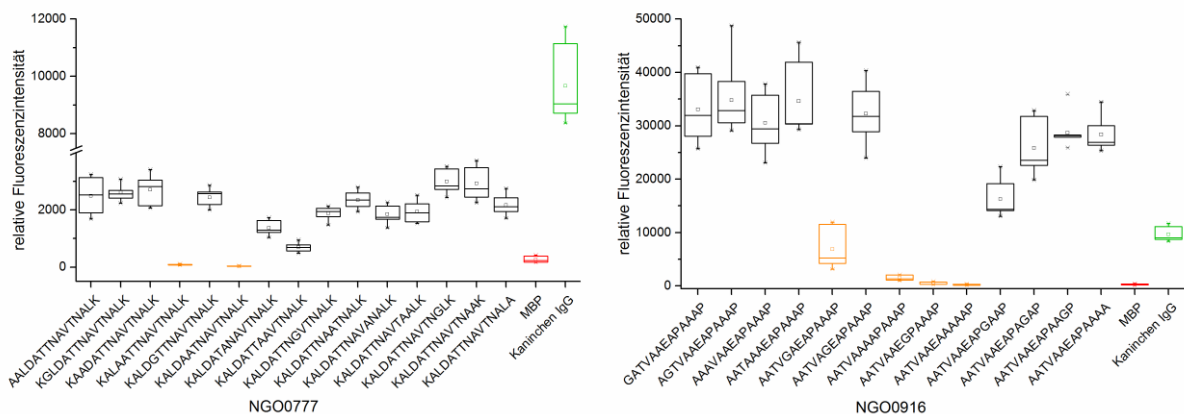 relative Fluoreszenzintensität
12000
10000
8000
2000
0
AALDATTNAVTNALK
KGLDATTNAVTNALK
KAADATTNAVTNALK
KALAATTNAVTNALK
KALDGTTNAVTNALK
KALDAATNAVTNALK
KALDATANAVTNALK
KALDATTAAVTNALK
KALDATTNGVTNALK
KALDATTNAATNALK
KALDATTNAVANALK
KALDATTNAVTAALK
KALDATTNAVTNGLK
KALDATTNAVTNAAK
KALDATTNAVTNALA
MBP
Kaninchen IgG
NGO0777
relative Fluoreszenzintensität
50000
40000
30000
20000
10000
0
GATVAAEAPAAAP
AGTVAAEAPAAAP
AAAVAAEAPAAAP
AATAAAEAPAAAP
AATVGAEAPAAAP
AATVAGEAPAAAP
AATVAAAAPAAAP
AATVAAEGPAAAP
AATVAAEAAAAAP
AATVAAEAPGAAP
AATVAAEAPAGAP
AATVAAEAPAAGP
AATVAAEAPAAAA
MBP
Kaninchen IgG
NGO0916